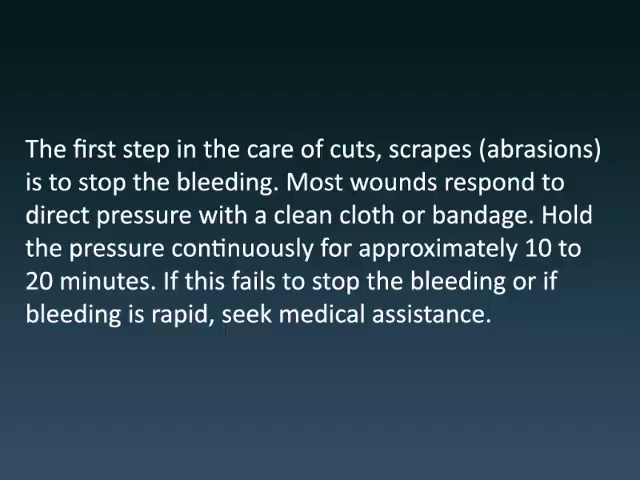 The first step in the care of cuts, scrapes (abrasions)
is to stop the bleeding. Most wounds respond to
direct pressure with a clean cloth or bandage. Hold
the pressure continuously for approximately 10 to
20 minutes. If this fails to stop the bleeding or if
bleeding is rapid, seek medical assistance.